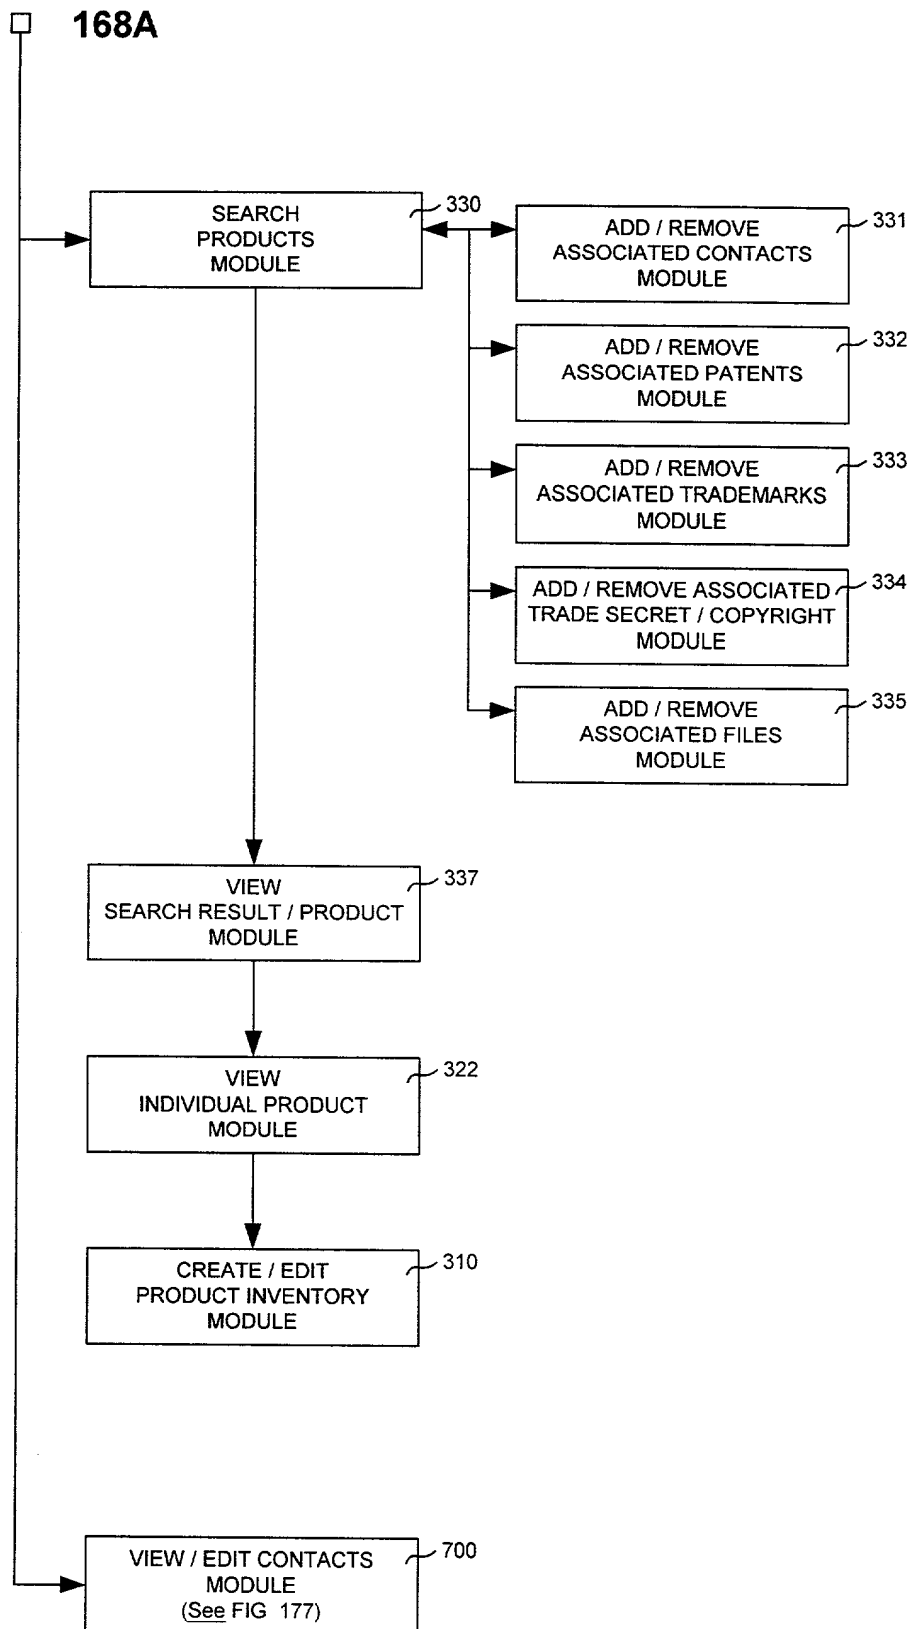 168A
SEARCH
PRODUCTS
MODULE
330
ADD / REMOVE
ASSOCIATED CONTACTS
MODULE
331
ADD / REMOVE
ASSOCIATED PATENTS
MODULE
332
ADD / REMOVE
ASSOCIATED TRADEMARKS
MODULE
333
ADD / REMOVE ASSOCIATED
TRADE SECRET / COPYRIGHT
MODULE
334
ADD / REMOVE
ASSOCIATED FILES
MODULE
335
VIEW
SEARCH RESULT / PRODUCT
MODULE
337
VIEW
INDIVIDUAL PRODUCT
MODULE
322
CREATE / EDIT
PRODUCT INVENTORY
MODULE
310
VIEW / EDIT CONTACTS
MODULE
(See FIG 177)
700